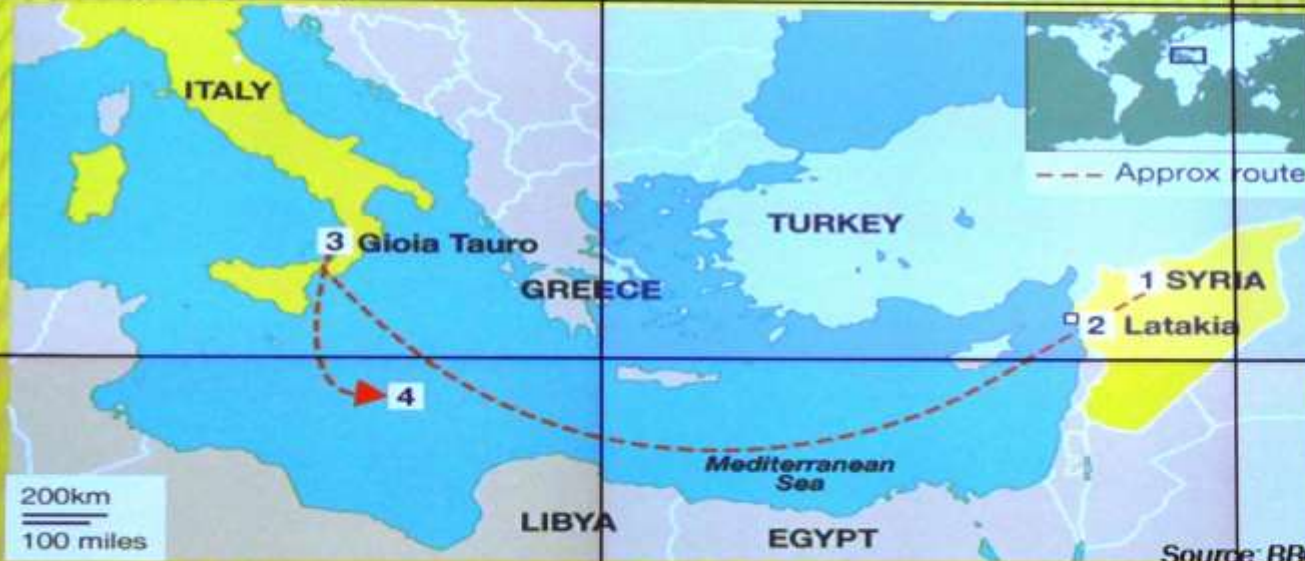 ITALY
Approx route
TURKEY
3 Gioia Tauro
GREECE
1 SYRIA
2 Latakia
4
Mediterranean
Sea
200km
100 miles
LIBYA
EGYPT
Source: